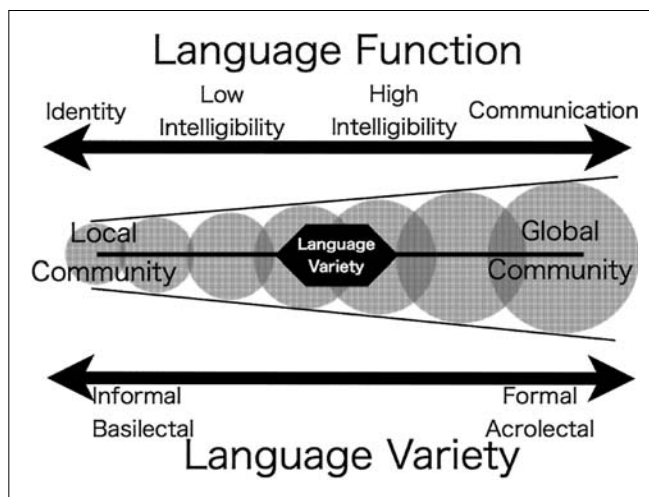 Language Function
Identity
Low
Intelligibility
High
Intelligibility
Communication
Local
Community
Language
Variety
Global
Community
Informal
Basilectal
Formal
Acrolectal
Language Variety